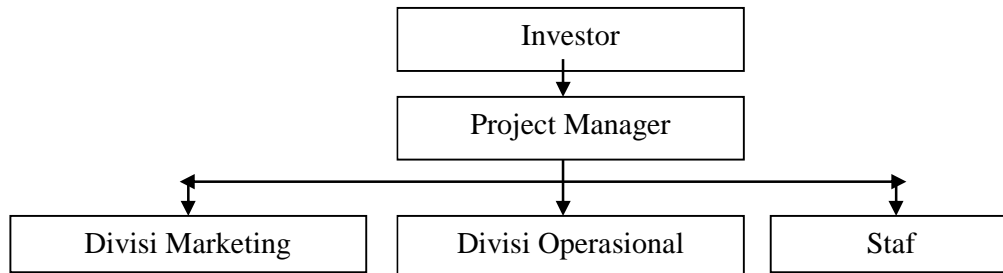 Investor
Project Manager
Divisi Marketing
Divisi Operasional
Staf